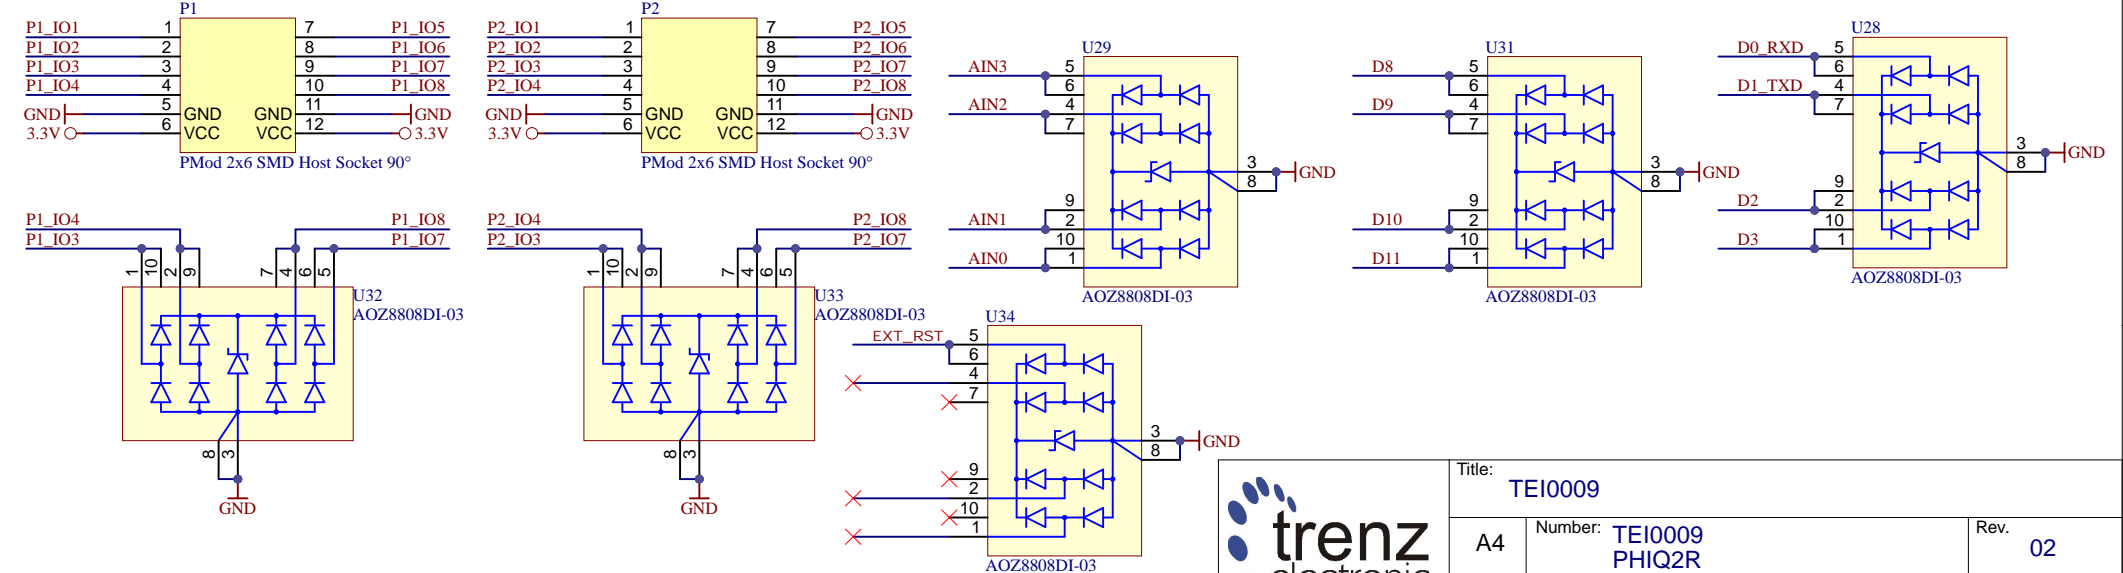 P1
P1_IO1 1 7 P1_IO5
P1_IO2 2 8 P1_IO6
P1_IO3 3 9 P1_IO7
P1_IO4 4 10 P1_IO8
GND 5 GND GND 11 GND
3.3V 6 VCC VCC 12 3.3V
PMod 2x6 SMD Host Socket 90°
P2
P2_IO1 1 7 P2_IO5
P2_IO2 2 8 P2_IO6
P2_IO3 3 9 P2_IO7
P2_IO4 4 10 P2_IO8
GND 5 GND GND 11 GND
3.3V 6 VCC VCC 12 3.3V
PMod 2x6 SMD Host Socket 90°
U29
AIN3 5
6
AIN2 4
7
3 GND
8
9
AIN1 2
10
AIN0 1
AOZ8808DI-03
U31
D8 5
6
D9 4
7
3 GND
8
9
D10 2
10
D11 1
AOZ8808DI-03
U28
D0_RXD 5
6
D1_TXD 4
7
3 GND
8
9
D2 2
10
D3 1
AOZ8808DI-03
P1_IO4 P1_IO8
P1_IO3 P1_IO7
1 10 2 9 7 4 6 5
U32
AOZ8808DI-03
8 3
GND
P2_IO4 P2_IO8
P2_IO3 P2_IO7
1 10 2 9 7 4 6 5
U33
AOZ8808DI-03
8 3
GND
U34
EXT_RST 5
6
4
7
3 GND
8
9
2
10
1
AOZ8808DI-03
trenz
electronic
Title:
TEI0009
A4
Number: TEI0009
PHIQ2R
Rev.
02